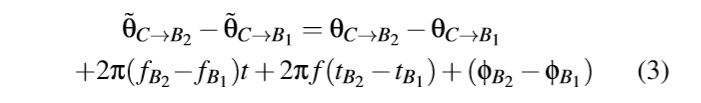 θ̃_{C→B₂} − θ̃_{C→B₁} = θ_{C→B₂} − θ_{C→B₁}
+2π(f_{B₂}−f_{B₁})t + 2πf(t_{B₂}−t_{B₁}) + (ϕ_{B₂}−ϕ_{B₁}) (3)